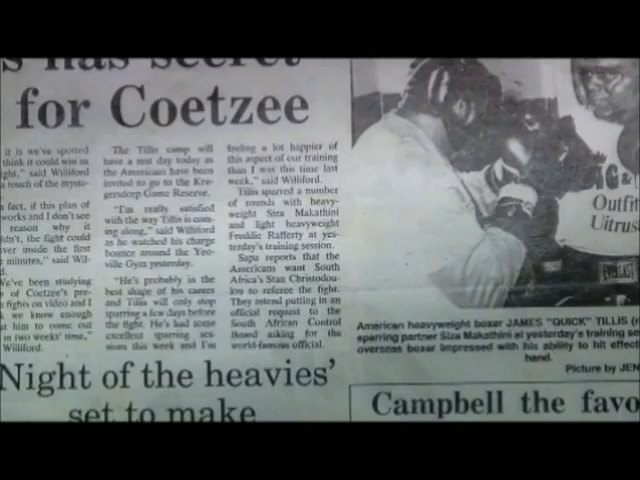 s has secret
for Coetzee
it is we've spotted
think it could win us
ght," said Williford
a touch of the myste-
fact, if this plan of
works and I don't see
reason why it
ldn't, the fight could
ver inside the first
e minutes," said Wil-
d.
We've been studying
s of Coetzee's pre-
s fights on video and I
k we know enough
at him to come out
in two weeks' time,"
Williford.
The Tillis camp will
have a rest day today as
the Americans have been
invited to go to the Kru-
gersdorp Game Reserve.
"I'm really satisfied
with the way Tillis is com-
ing along," said Williford
as he watched his charge
bounce around the Yeo-
ville Gym yesterday.
"He's probably in the
best shape of his career
and Tillis will only stop
sparring a few days before
the fight. He's had some
excellent sparring ses-
sions this week and I'm
feeling a lot happier of
this aspect of our training
than I was this time last
week," said Williford.
Tillis sparred a number
of rounds with heavy-
weight Siza Makathini
and light heavyweight
Freddie Rafferty at yes-
terday's training session.
Sapa reports that the
Americans want South
Africa's Stan Christodou-
lou to referee the fight.
They intend putting in an
official request to the
South African Control
Board asking for the
world-famous official.
AG &
Outfit
Uitrus
EVERLAST
American heavyweight boxer JAMES "QUICK" TILLIS (r
sparring partner Siza Makathini at yesterday's training se
overseas boxer impressed with his ability to hit effect
hand.
Picture by JEN
Night of the heavies'
set to make
Campbell the favo